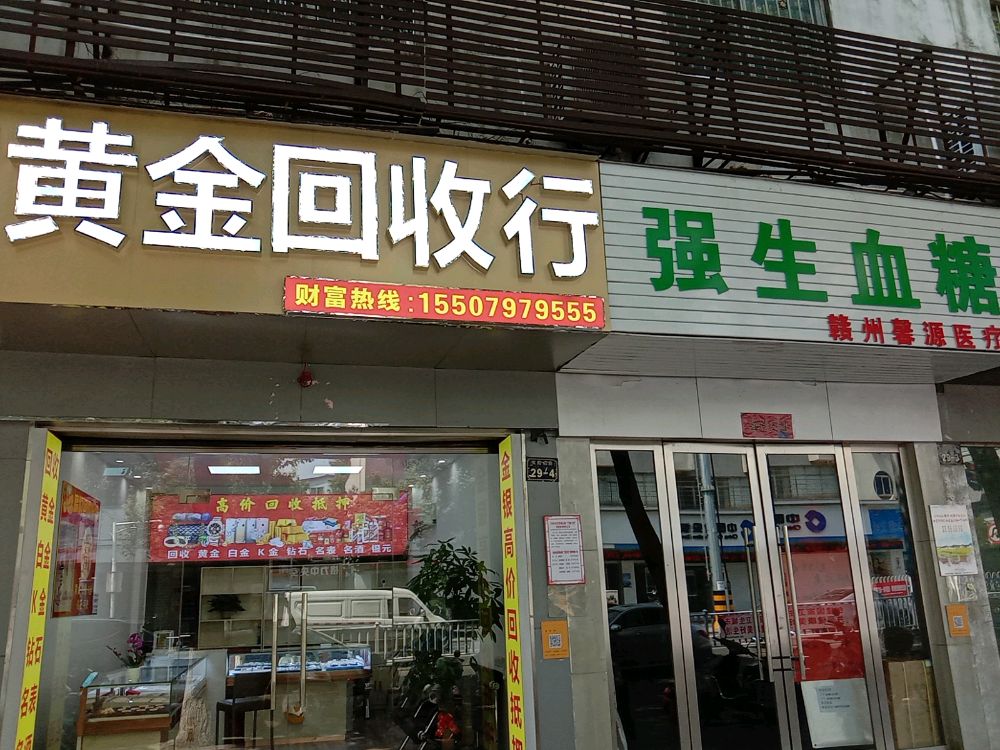 黄金回收行
财富热线:15507979555
强生血糖
赣州馨源医疗
29-4
高价回收抵押
回收 黄金 白金 K金 钻石 名表 名酒 银元
回收 黄金 白金 K金 钻石 名表 名酒
金银高价回收抵押